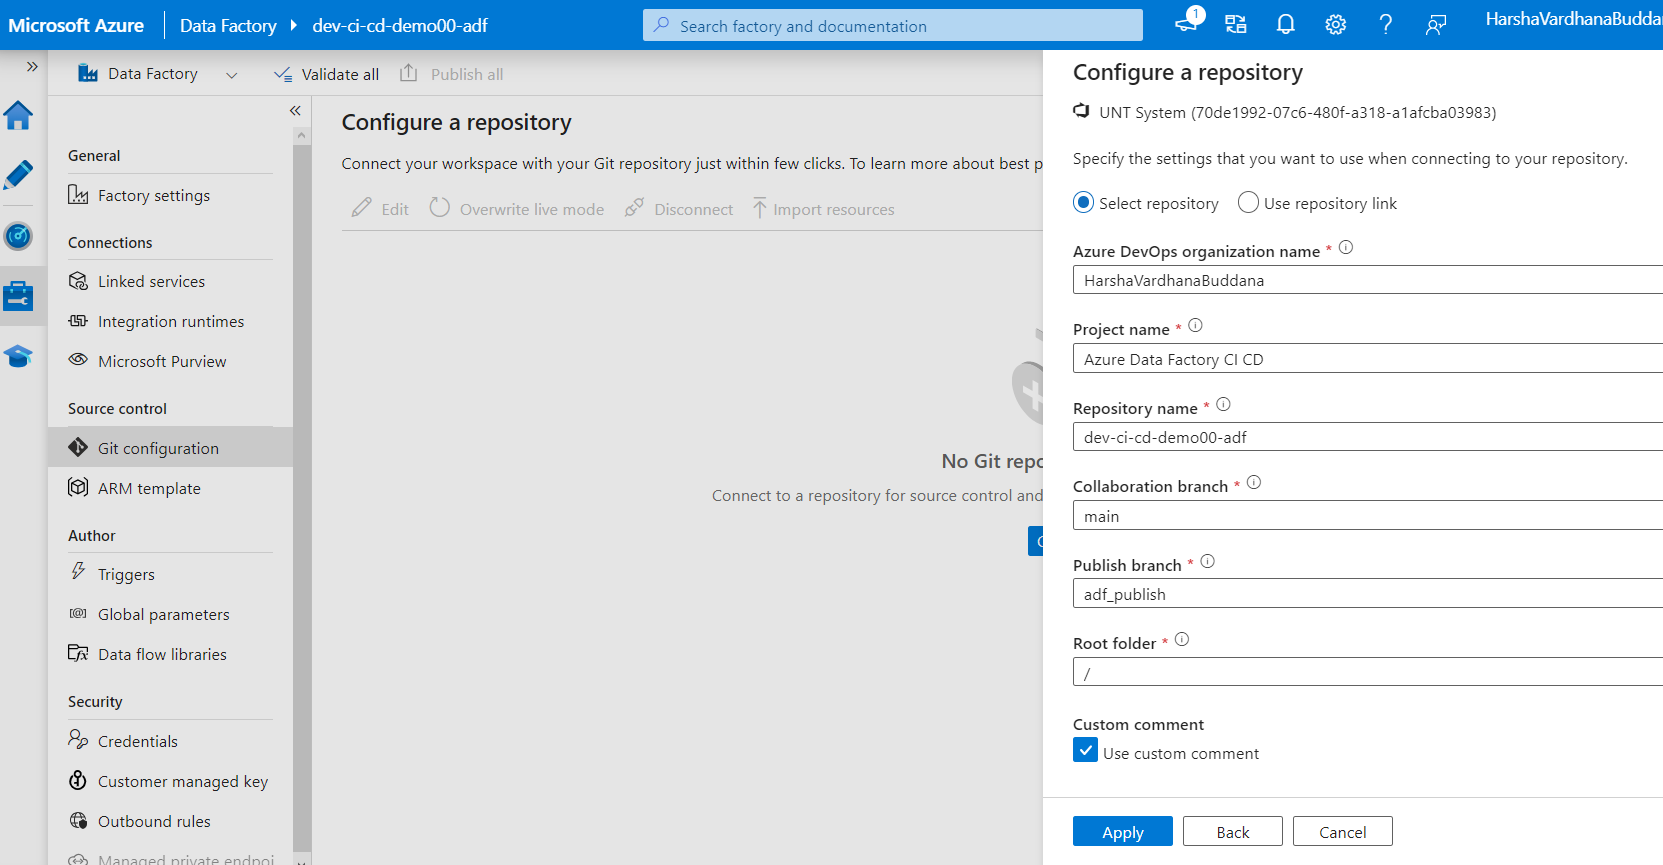 Microsoft Azure
Data Factory
dev-ci-cd-demo00-adf
Search factory and documentation
1
HarshaVardhanaBudda
Data Factory
Validate all
Publish all
General
Factory settings
Connections
Linked services
Integration runtimes
Microsoft Purview
Source control
Git configuration
ARM template
Author
Triggers
Global parameters
Data flow libraries
Security
Credentials
Customer managed key
Outbound rules
Managed private endpoi
Configure a repository
Connect your workspace with your Git repository just within few clicks. To learn more about best p
Edit
Overwrite live mode
Disconnect
Import resources
No Git repo
Connect to a repository for source control and
Configure a repository
UNT System (70de1992-07c6-480f-a318-a1afcba03983)
Specify the settings that you want to use when connecting to your repository.
Select repository
Use repository link
Azure DevOps organization name *
HarshaVardhanaBuddana
Project name *
Azure Data Factory CI CD
Repository name *
dev-ci-cd-demo00-adf
Collaboration branch *
main
Publish branch *
adf_publish
Root folder *
/
Custom comment
Use custom comment
Apply
Back
Cancel